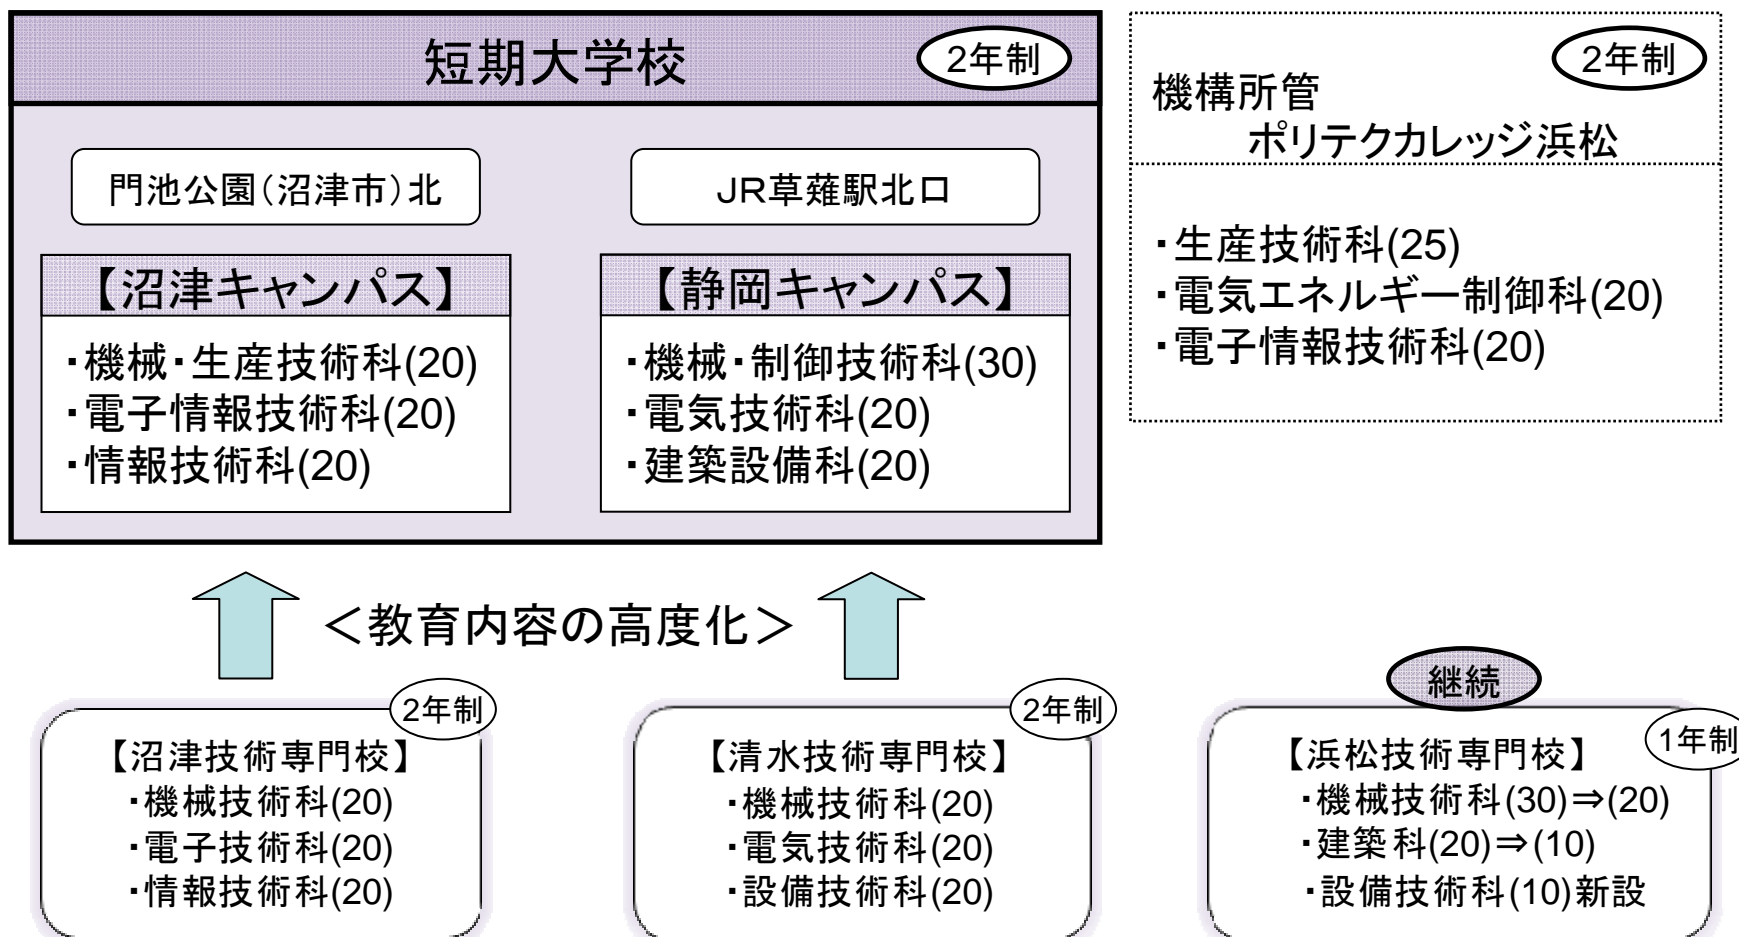 短期大学校
2年制
門池公園（沼津市）北
【沼津キャンパス】
・機械・生産技術科(20)
・電子情報技術科(20)
・情報技術科(20)
JR草薙駅北口
【静岡キャンパス】
・機械・制御技術科(30)
・電気技術科(20)
・建築設備科(20)
2年制
機構所管
ポリテクカレッジ浜松
・生産技術科(25)
・電気エネルギー制御科(20)
・電子情報技術科(20)
＜教育内容の高度化＞
2年制
【沼津技術専門校】
・機械技術科(20)
・電子技術科(20)
・情報技術科(20)
2年制
【清水技術専門校】
・機械技術科(20)
・電気技術科(20)
・設備技術科(20)
継続
1年制
【浜松技術専門校】
・機械技術科(30)⇒(20)
・建築科(20)⇒(10)
・設備技術科(10)新設